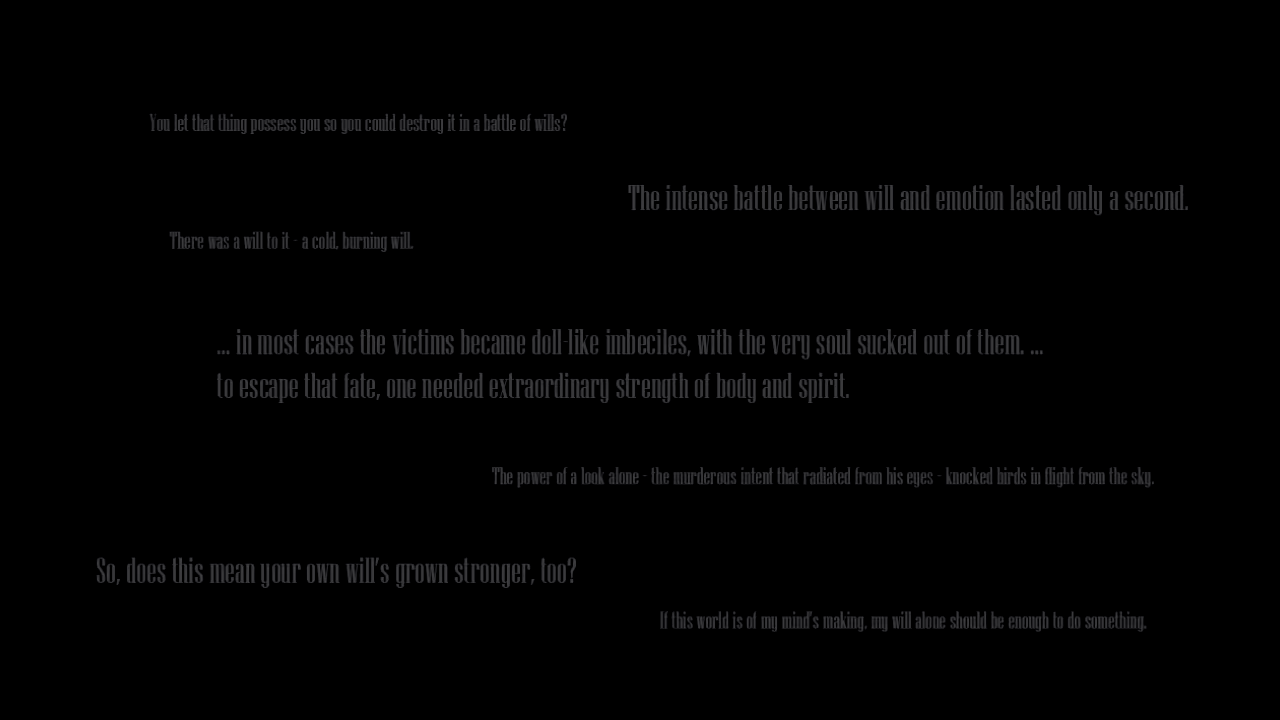 You let that thing possess you so you could destroy it in a battle of wills?
The intense battle between will and emotion lasted only a second.
There was a will to it - a cold, burning will.
... in most cases the victims became doll-like imbeciles, with the very soul sucked out of them. ...
to escape that fate, one needed extraordinary strength of body and spirit.
The power of a look alone - the murderous intent that radiated from his eyes - knocked birds in flight from the sky.
So, does this mean your own will's grown stronger, too?
If this world is of my mind's making, my will alone should be enough to do something.